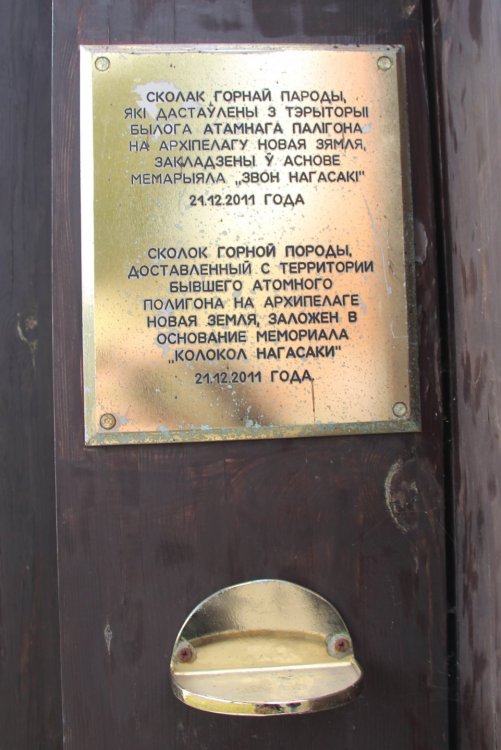 СКОЛАК ГОРНАЙ ПАРОДЫ,
ЯКІ ДАСТАЎЛЕНЫ З ТЭРЫТОРЫІ
БЫЛОГА АТАМНАГА ПАЛІГОНА
НА АРХІПЕЛАГУ НОВАЯ ЗЯМЛЯ,
ЗАКЛАДЗЕНЫ Ў АСНОВЕ
МЕМАРЫЯЛА „ЗВОН НАГАСАКІ"
21.12.2011 ГОДА
СКОЛОК ГОРНОЙ ПОРОДЫ,
ДОСТАВЛЕННЫЙ С ТЕРРИТОРИИ
БЫВШЕГО АТОМНОГО
ПОЛИГОНА НА АРХИПЕЛАГЕ
НОВАЯ ЗЕМЛЯ, ЗАЛОЖЕН В
ОСНОВАНИЕ МЕМОРИАЛА
„КОЛОКОЛ НАГАСАКИ"
21.12.2011 ГОДА